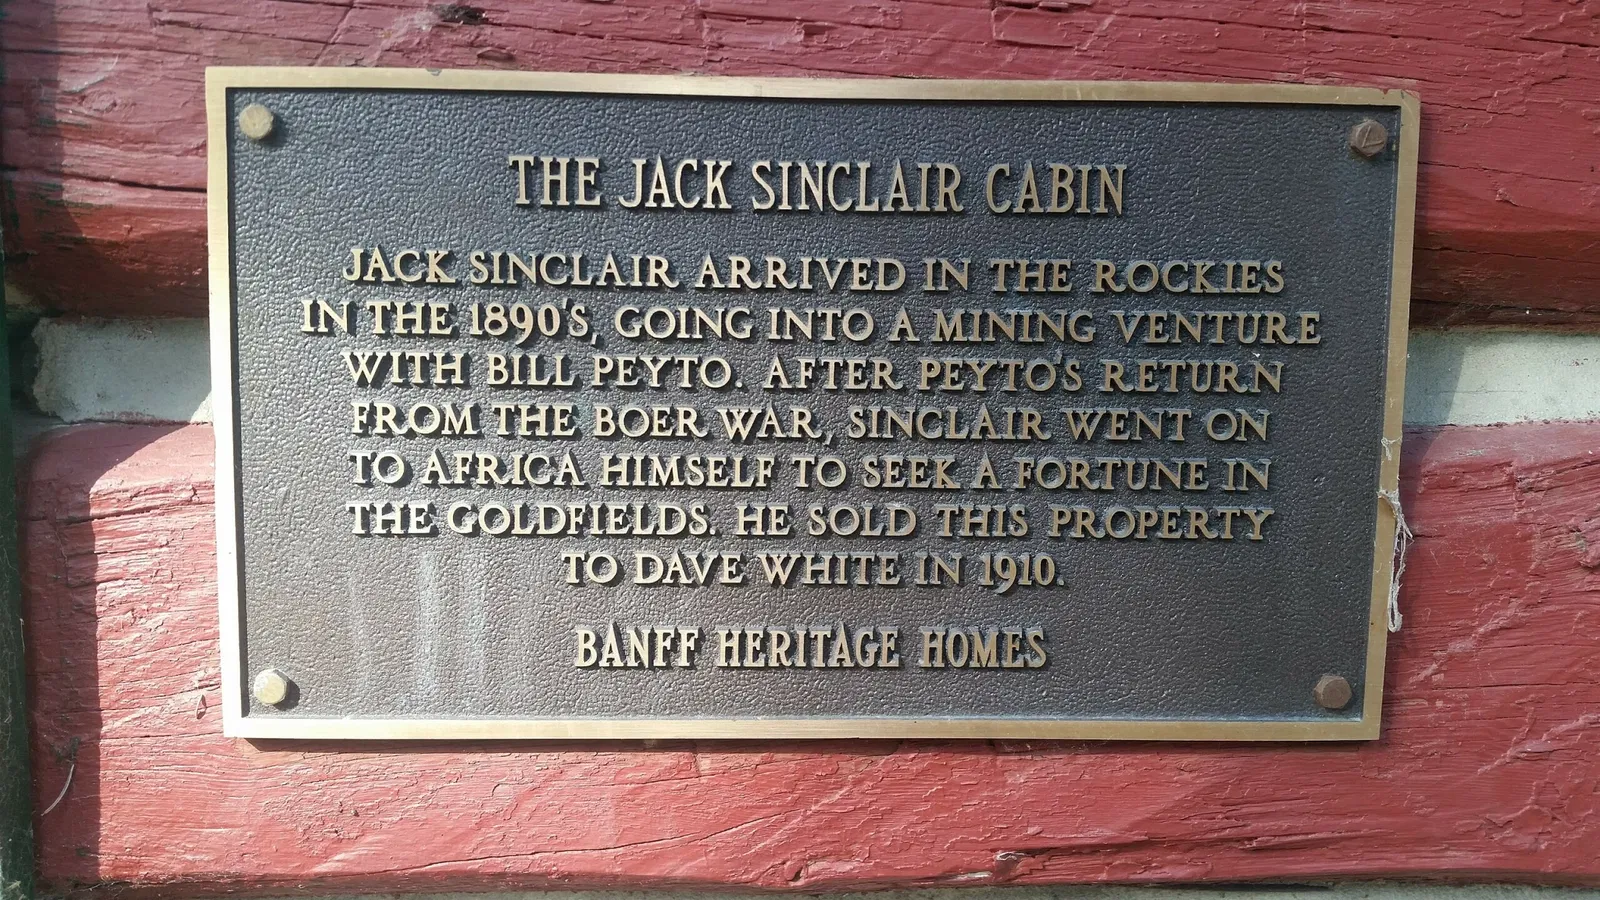 THE JACK SINCLAIR CABIN
JACK SINCLAIR ARRIVED IN THE ROCKIES
IN THE 1890'S, GOING INTO A MINING VENTURE
WITH BILL PEYTO. AFTER PEYTO'S RETURN
FROM THE BOER WAR, SINCLAIR WENT ON
TO AFRICA HIMSELF TO SEEK A FORTUNE IN
THE GOLDFIELDS. HE SOLD THIS PROPERTY
TO DAVE WHITE IN 1910.
BANFF HERITAGE HOMES